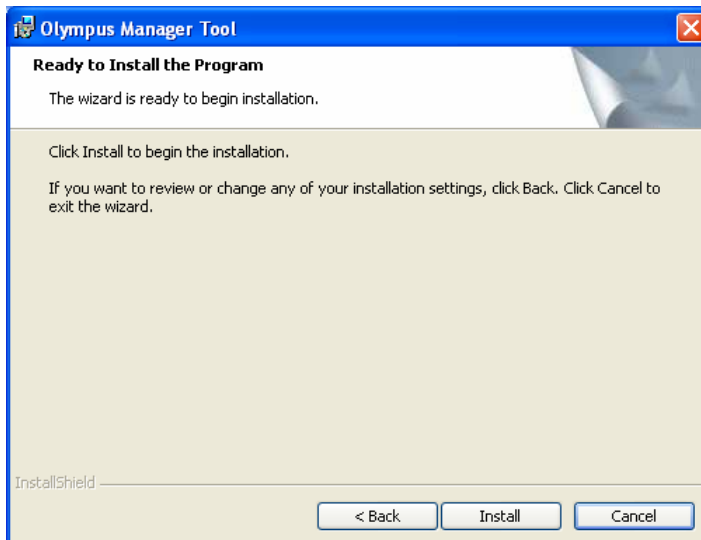 Olympus Manager Tool
Ready to Install the Program
The wizard is ready to begin installation.
Click Install to begin the installation.
If you want to review or change any of your installation settings, click Back. Click Cancel to
exit the wizard.
InstallShield
< Back Install Cancel